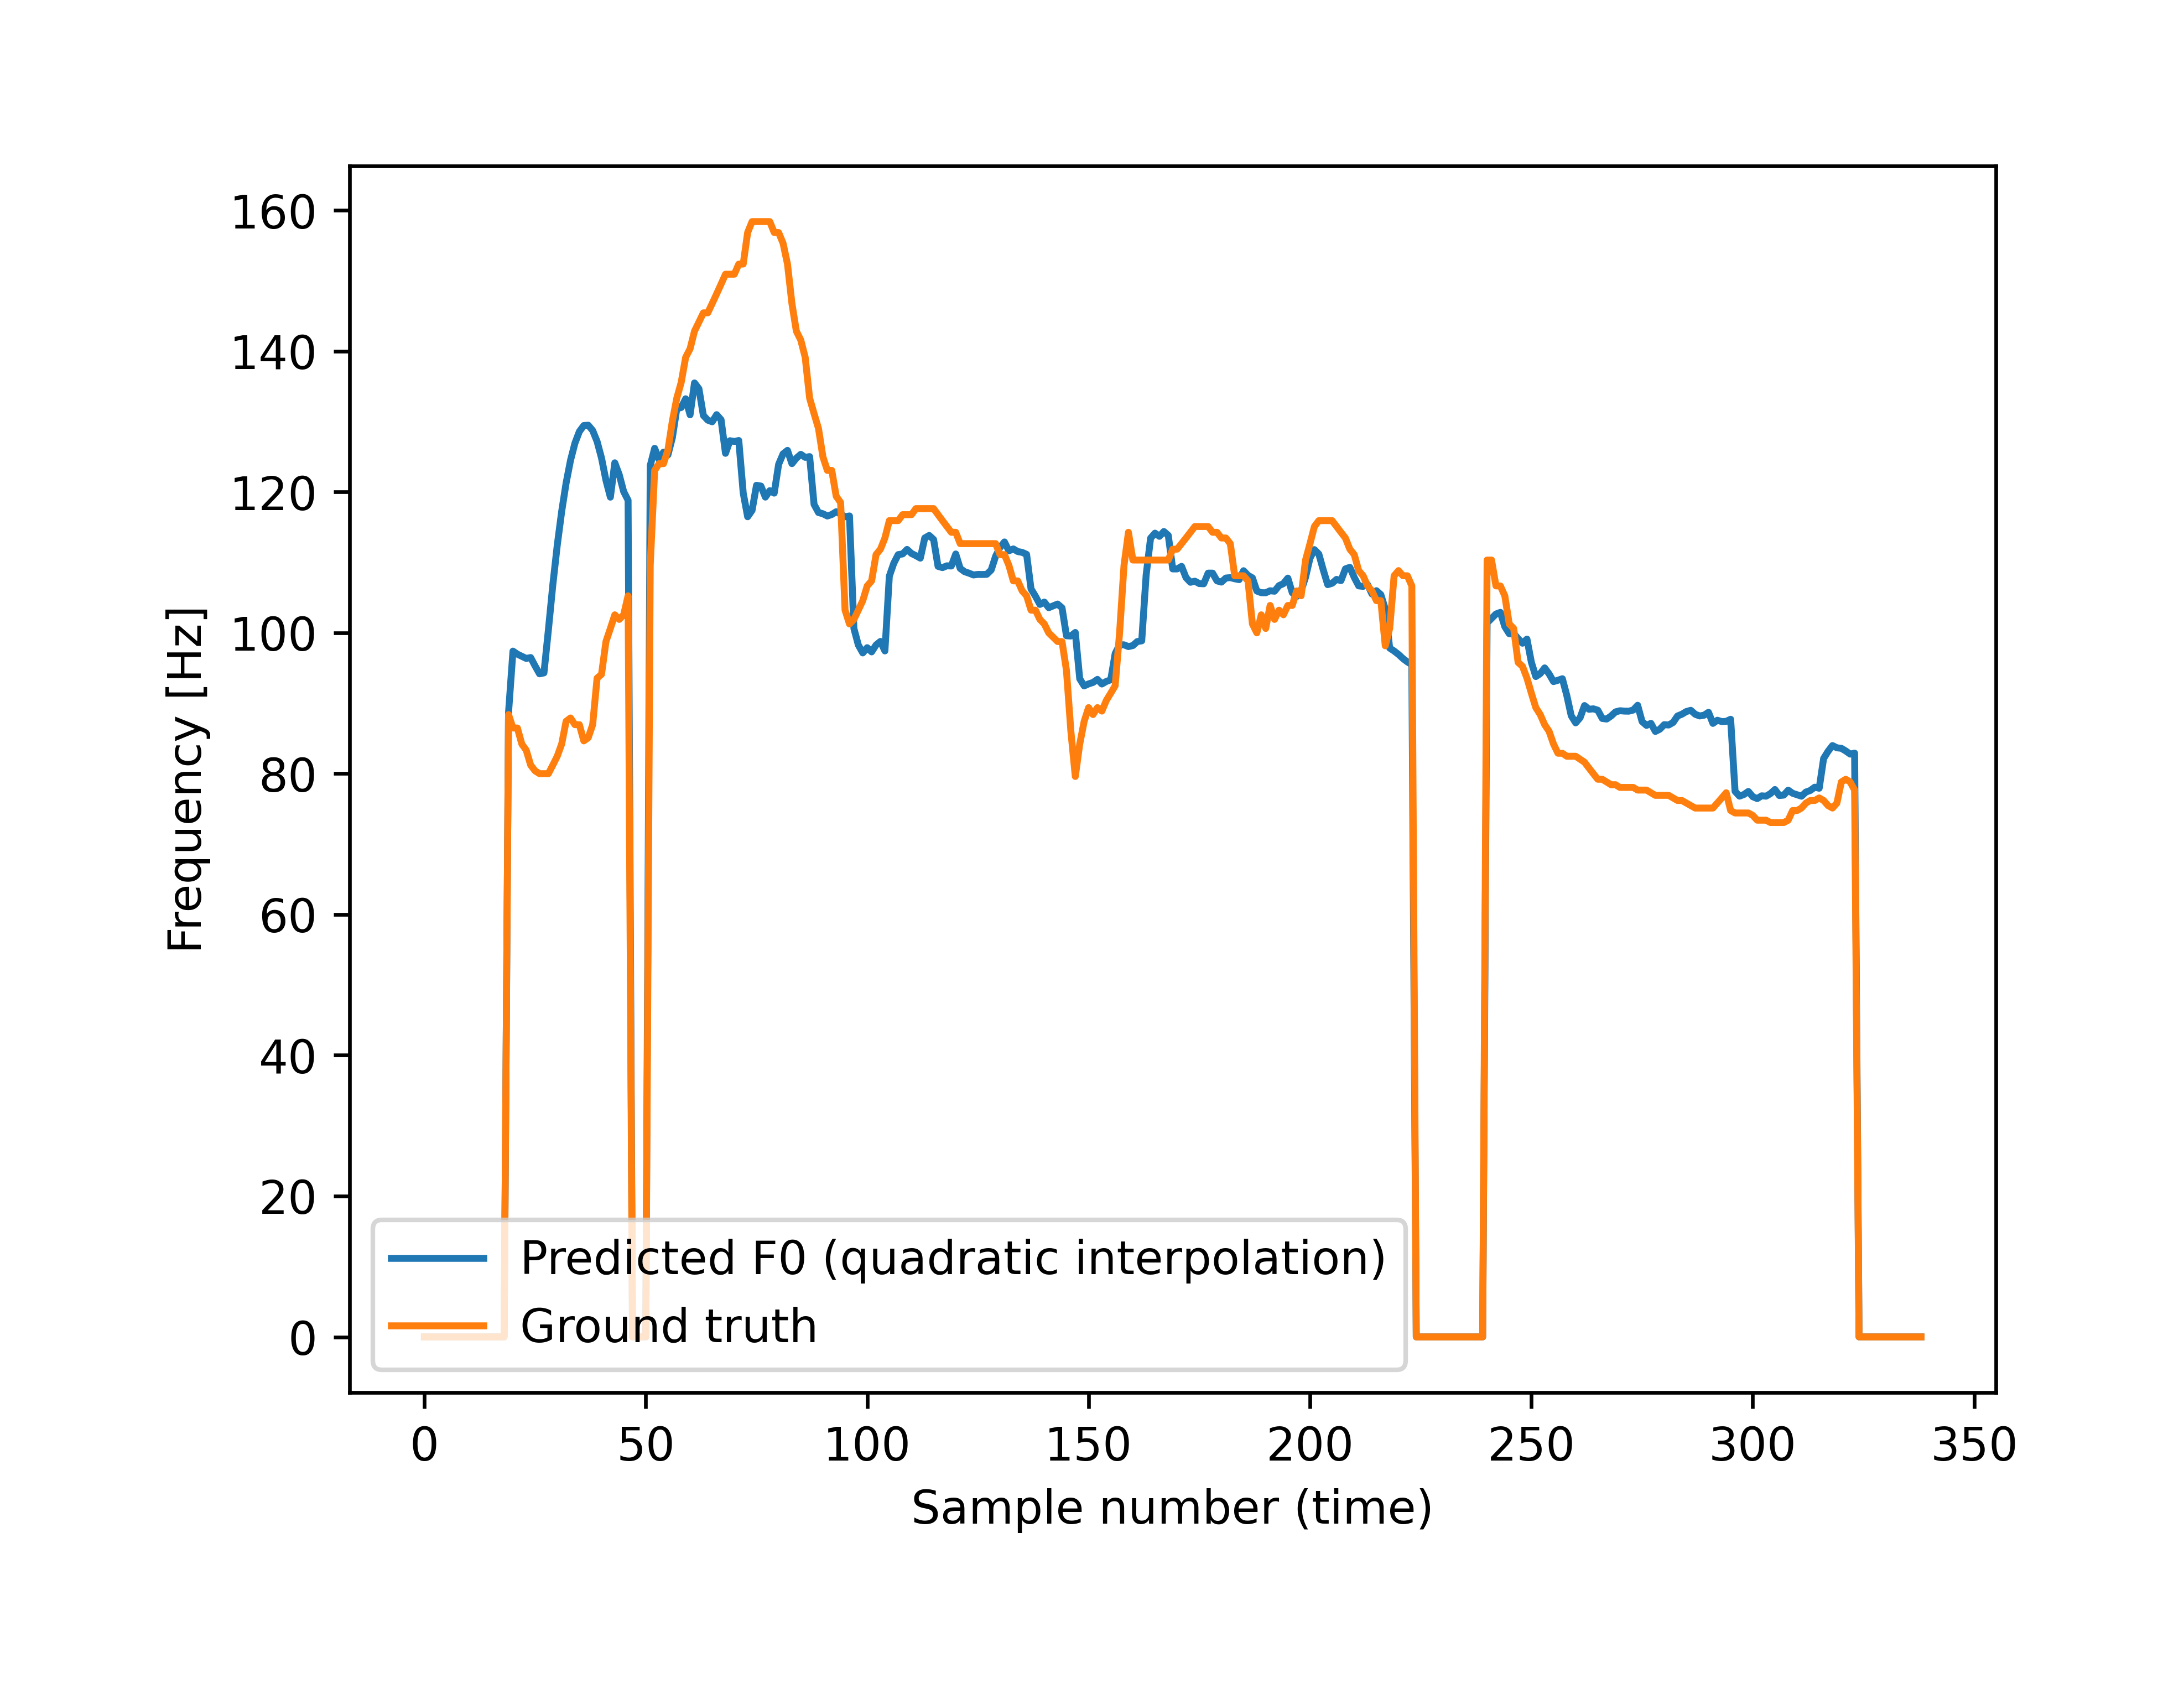 160
140
120
100
80
60
40
20
0
Frequency [Hz]
Predicted F0 (quadratic interpolation)
Ground truth
0 50 100 150 200 250 300 350
Sample number (time)